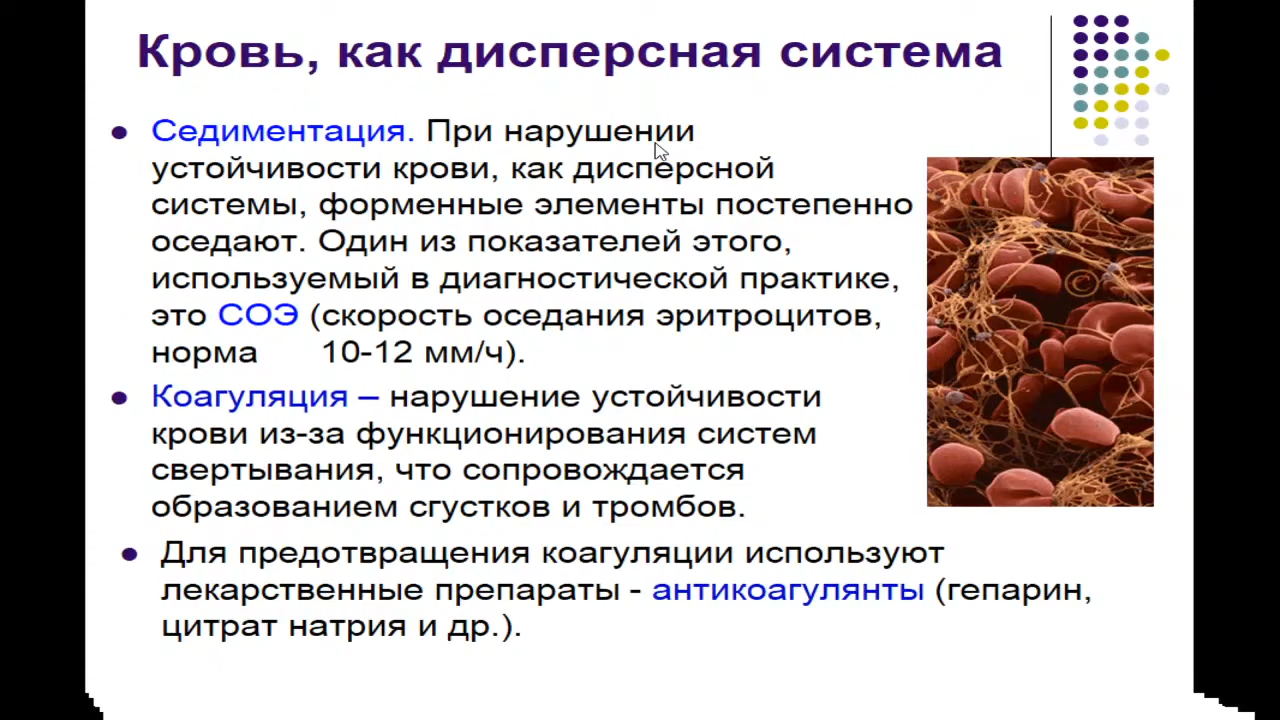 Кровь, как дисперсная система
Седиментация. При нарушении
устойчивости крови, как дисперсной
системы, форменные элементы постепенно
оседают. Один из показателей этого,
используемый в диагностической практике,
это СОЭ (скорость оседания эритроцитов,
норма 10-12 мм/ч).
Коагуляция – нарушение устойчивости
крови из-за функционирования систем
свертывания, что сопровождается
образованием сгустков и тромбов.
Для предотвращения коагуляции используют
лекарственные препараты - антикоагулянты (гепарин,
цитрат натрия и др.).
©